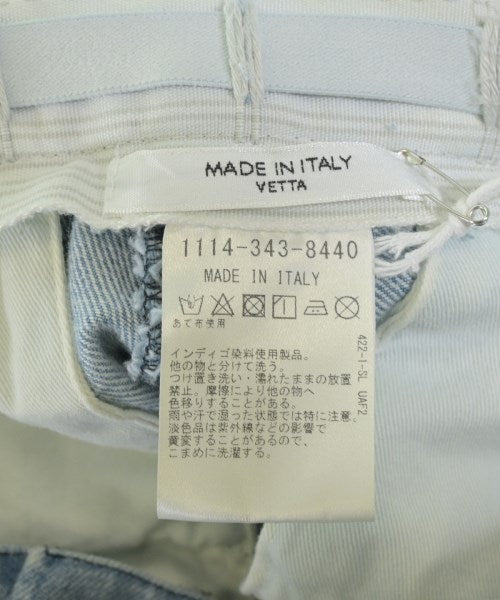 MADE IN ITALY
VETTA
1114-343-8440
MADE IN ITALY
あて布使用
インディゴ染料使用製品。
他の物と分けて洗う。
つけ置き洗い・濡れたままの放置
禁止。摩擦により他の物へ
色移りすることがある。
雨や汗で湿った状態では特に注意。
淡色品は紫外線などの影響で
黄変することがあるので、
こまめに洗濯する。
422-1-SL UAF2